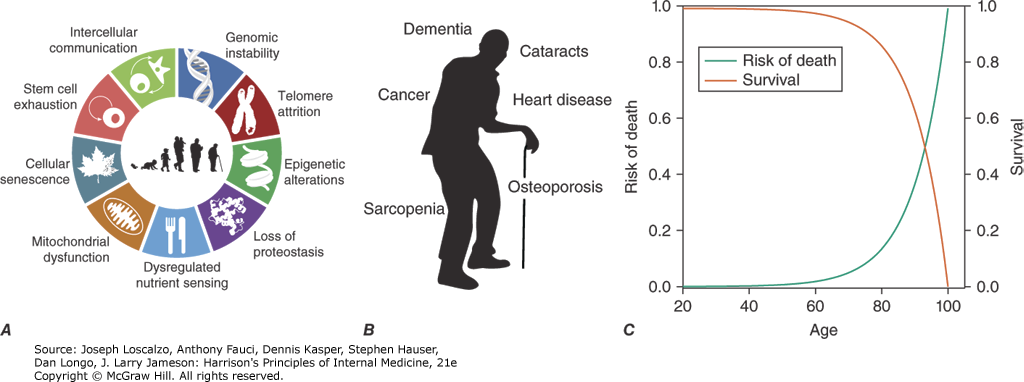 Intercellular
communication
Genomic
instability
Stem cell
exhaustion
Telomere
attrition
Cellular
senescence
Epigenetic
alterations
Mitochondrial
dysfunction
Loss of
proteostasis
Dysregulated
nutrient sensing
A
Dementia
Cataracts
Cancer
Heart disease
Osteoporosis
Sarcopenia
B
Risk of death
Survival
Risk of death
1.0
0.8
0.6
0.4
0.2
0.0
Survival
1.0
0.8
0.6
0.4
0.2
0.0
20
40
60
80
100
Age
C
Source: Joseph Loscalzo, Anthony Fauci, Dennis Kasper, Stephen Hauser,
Dan Longo, J. Larry Jameson: Harrison's Principles of Internal Medicine, 21e
Copyright © McGraw Hill. All rights reserved.